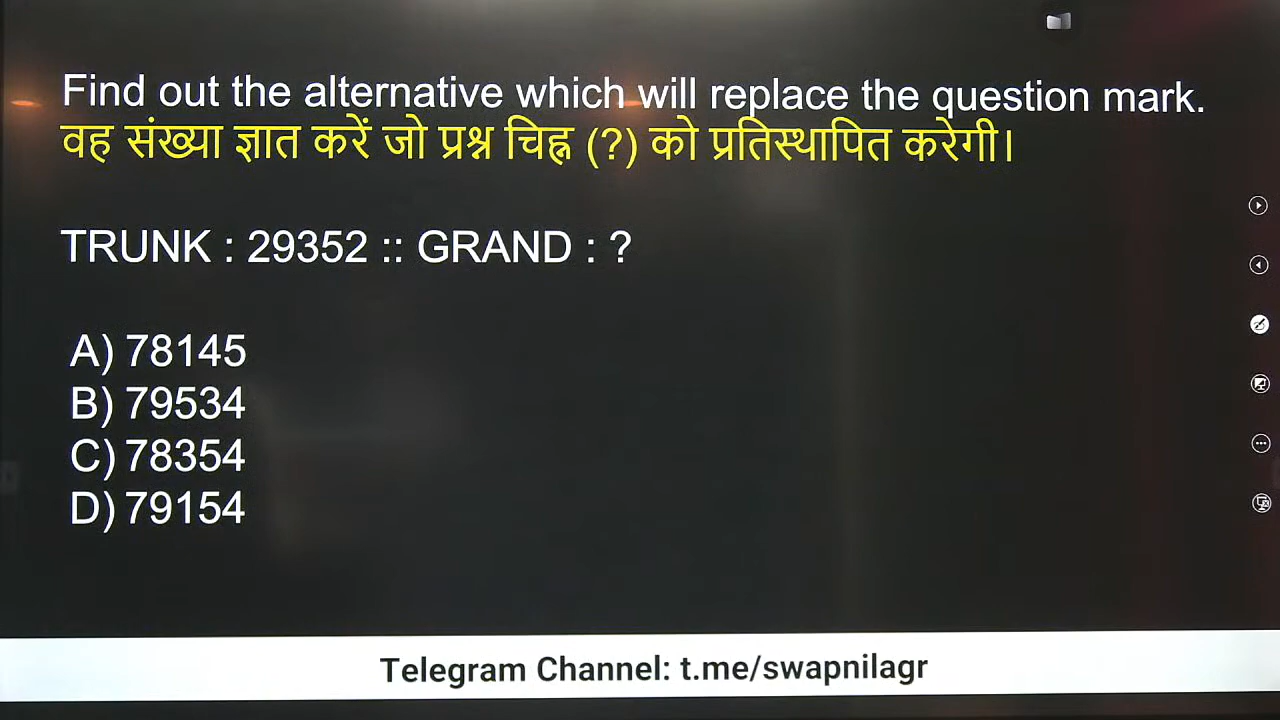 Find out the alternative which will replace the question mark.
वह संख्या ज्ञात करें जो प्रश्न चिह्न (?) को प्रतिस्थापित करेगी।
TRUNK : 29352 :: GRAND : ?
A) 78145
B) 79534
C) 78354
D) 79154
Telegram Channel: t.me/swapnilagr